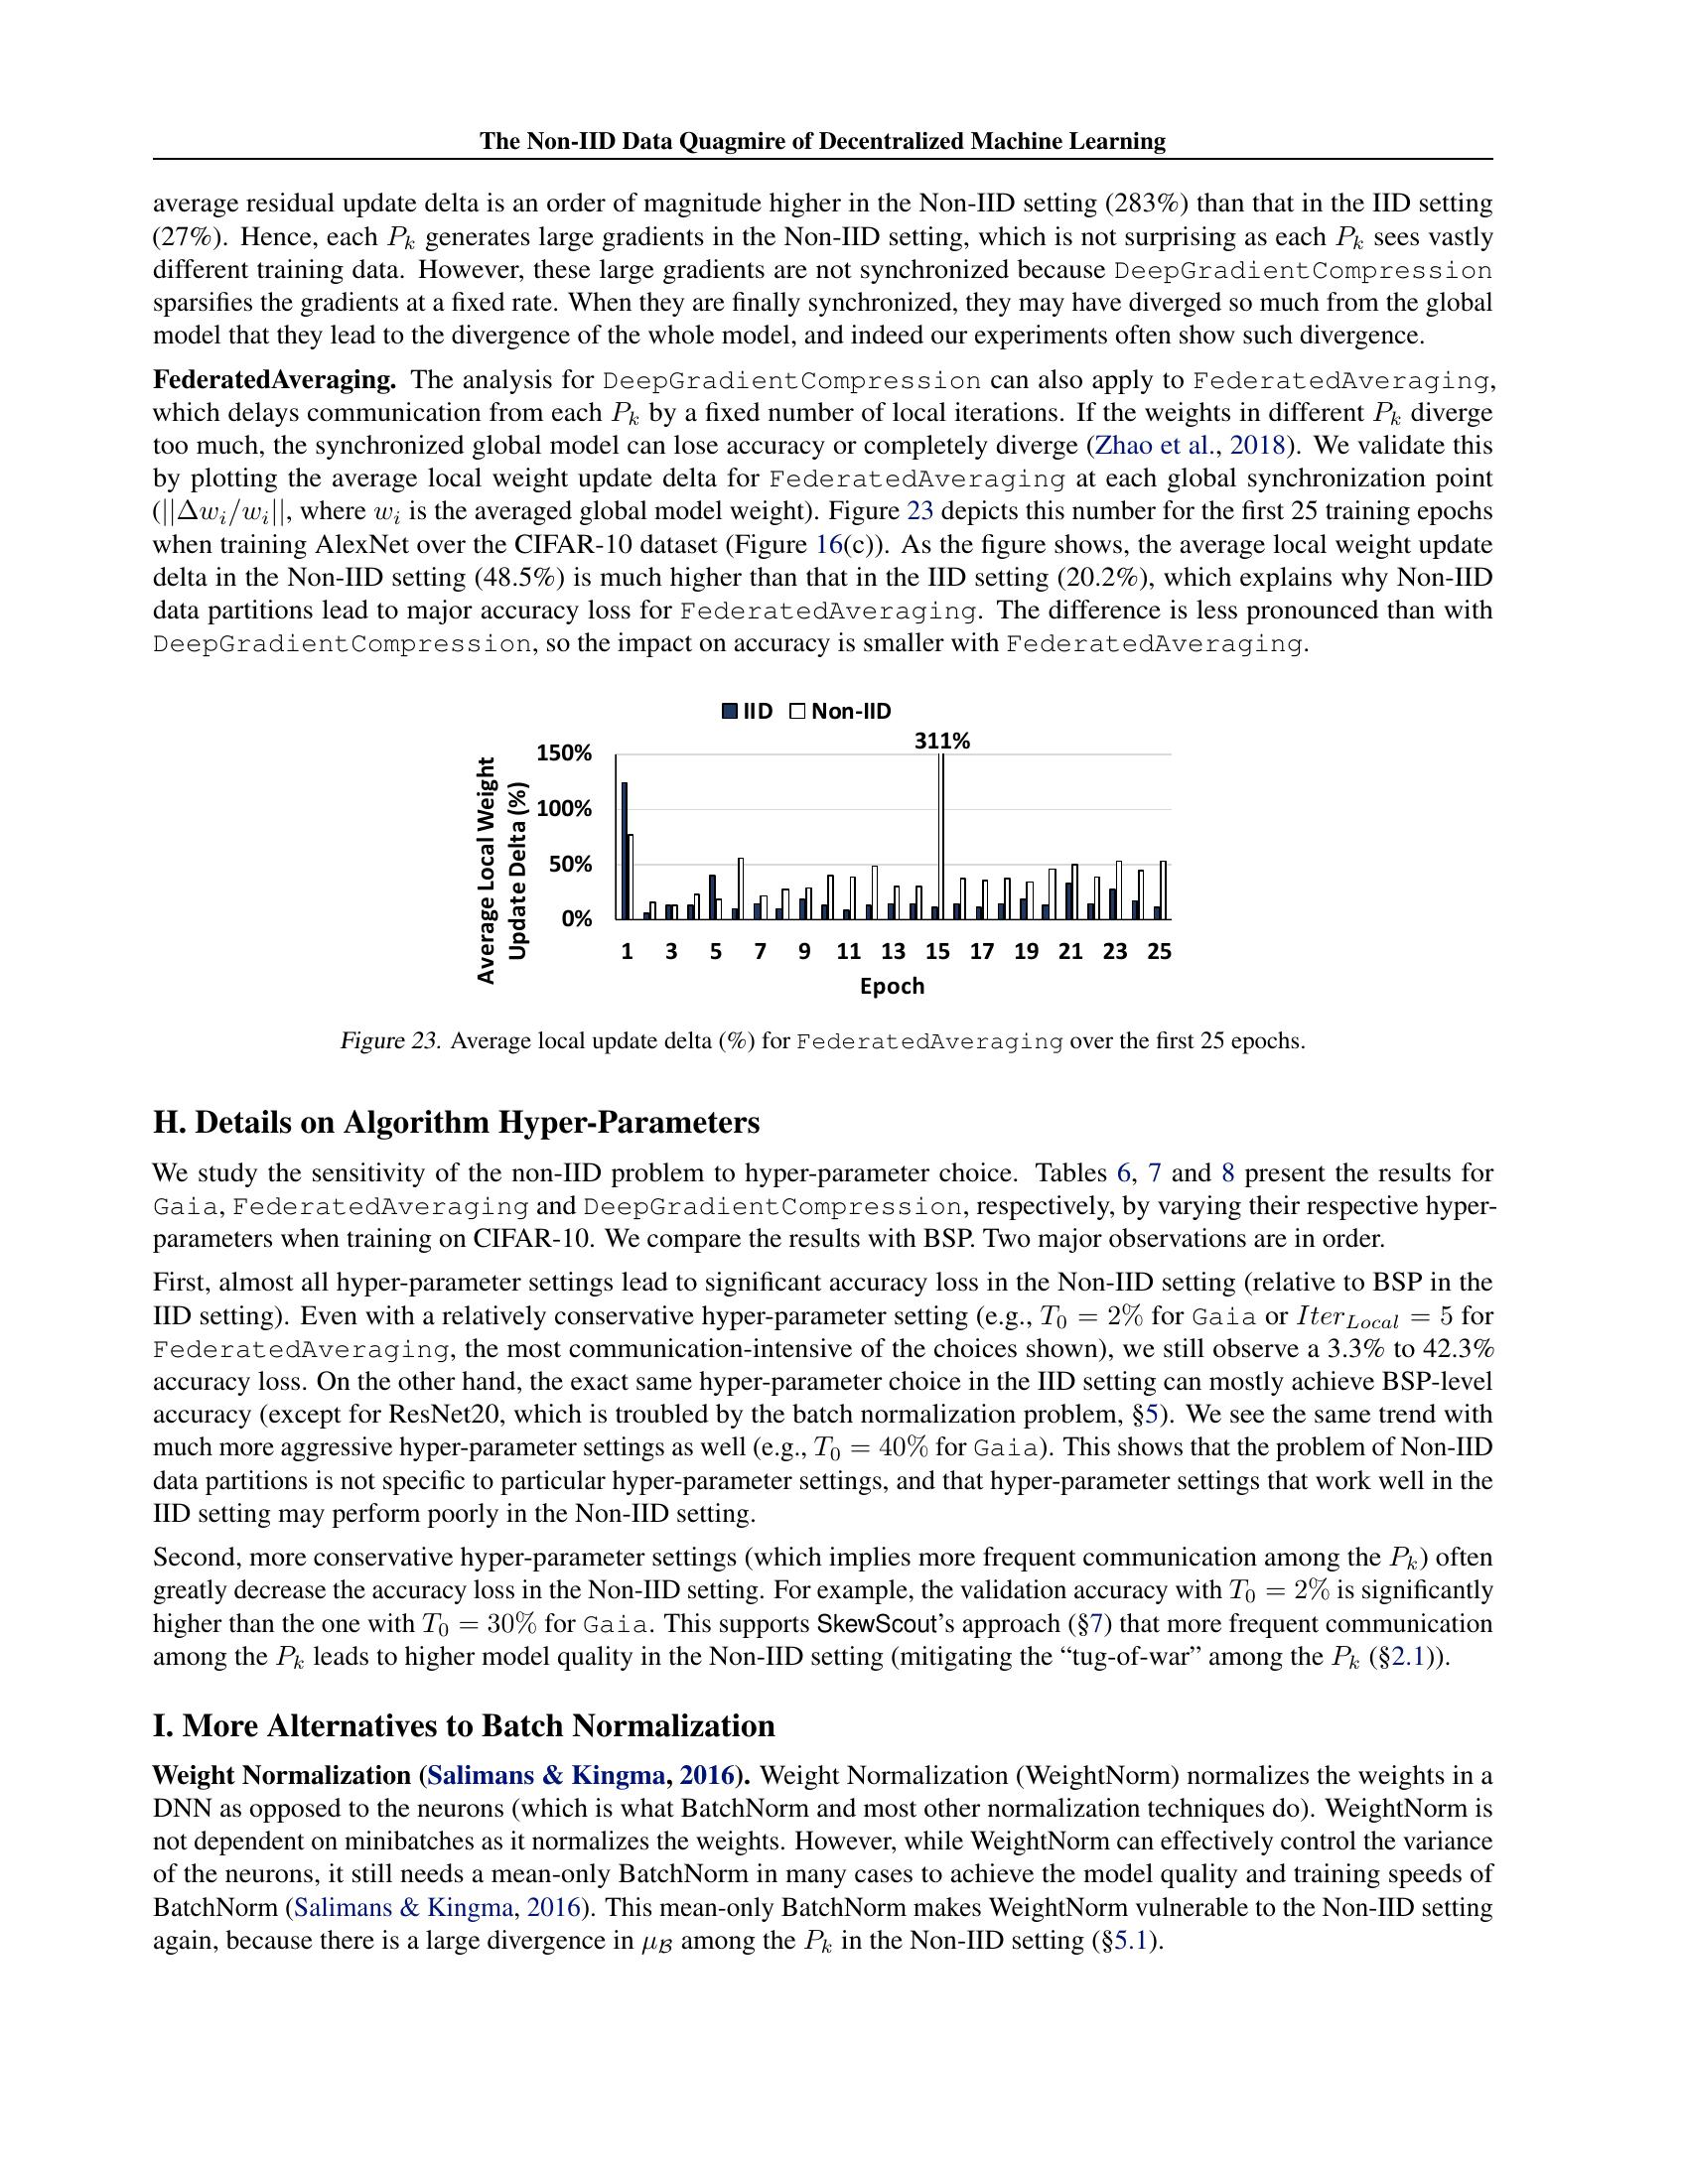 The Non-IID Data Quagmire of Decentralized Machine Learning
average residual update delta is an order of magnitude higher in the Non-IID setting (283%) than that in the IID setting
(27%). Hence, each Pk generates large gradients in the Non-IID setting, which is not surprising as each Pk sees vastly
different training data. However, these large gradients are not synchronized because DeepGradientCompression
sparsifies the gradients at a fixed rate. When they are finally synchronized, they may have diverged so much from the global
model that they lead to the divergence of the whole model, and indeed our experiments often show such divergence.
FederatedAveraging. The analysis for DeepGradientCompression can also apply to FederatedAveraging,
which delays communication from each Pk by a fixed number of local iterations. If the weights in different Pk diverge
too much, the synchronized global model can lose accuracy or completely diverge (Zhao et al., 2018). We validate this
by plotting the average local weight update delta for FederatedAveraging at each global synchronization point
(||Δwi/wi||, where wi is the averaged global model weight). Figure 23 depicts this number for the first 25 training epochs
when training AlexNet over the CIFAR-10 dataset (Figure 16(c)). As the figure shows, the average local weight update
delta in the Non-IID setting (48.5%) is much higher than that in the IID setting (20.2%), which explains why Non-IID
data partitions lead to major accuracy loss for FederatedAveraging. The difference is less pronounced than with
DeepGradientCompression, so the impact on accuracy is smaller with FederatedAveraging.
IID Non-IID
311%
Average Local Weight
Update Delta (%)
150%
100%
50%
0%
1 3 5 7 9 11 13 15 17 19 21 23 25
Epoch
Figure 23. Average local update delta (%) for FederatedAveraging over the first 25 epochs.
H. Details on Algorithm Hyper-Parameters
We study the sensitivity of the non-IID problem to hyper-parameter choice. Tables 6, 7 and 8 present the results for
Gaia, FederatedAveraging and DeepGradientCompression, respectively, by varying their respective hyper-
parameters when training on CIFAR-10. We compare the results with BSP. Two major observations are in order.
First, almost all hyper-parameter settings lead to significant accuracy loss in the Non-IID setting (relative to BSP in the
IID setting). Even with a relatively conservative hyper-parameter setting (e.g., T0 = 2% for Gaia or IterLocal = 5 for
FederatedAveraging, the most communication-intensive of the choices shown), we still observe a 3.3% to 42.3%
accuracy loss. On the other hand, the exact same hyper-parameter choice in the IID setting can mostly achieve BSP-level
accuracy (except for ResNet20, which is troubled by the batch normalization problem, §5). We see the same trend with
much more aggressive hyper-parameter settings as well (e.g., T0 = 40% for Gaia). This shows that the problem of Non-IID
data partitions is not specific to particular hyper-parameter settings, and that hyper-parameter settings that work well in the
IID setting may perform poorly in the Non-IID setting.
Second, more conservative hyper-parameter settings (which implies more frequent communication among the Pk) often
greatly decrease the accuracy loss in the Non-IID setting. For example, the validation accuracy with T0 = 2% is significantly
higher than the one with T0 = 30% for Gaia. This supports SkewScout's approach (§7) that more frequent communication
among the Pk leads to higher model quality in the Non-IID setting (mitigating the “tug-of-war” among the Pk (§2.1)).
I. More Alternatives to Batch Normalization
Weight Normalization (Salimans & Kingma, 2016). Weight Normalization (WeightNorm) normalizes the weights in a
DNN as opposed to the neurons (which is what BatchNorm and most other normalization techniques do). WeightNorm is
not dependent on minibatches as it normalizes the weights. However, while WeightNorm can effectively control the variance
of the neurons, it still needs a mean-only BatchNorm in many cases to achieve the model quality and training speeds of
BatchNorm (Salimans & Kingma, 2016). This mean-only BatchNorm makes WeightNorm vulnerable to the Non-IID setting
again, because there is a large divergence in μB among the Pk in the Non-IID setting (§5.1).